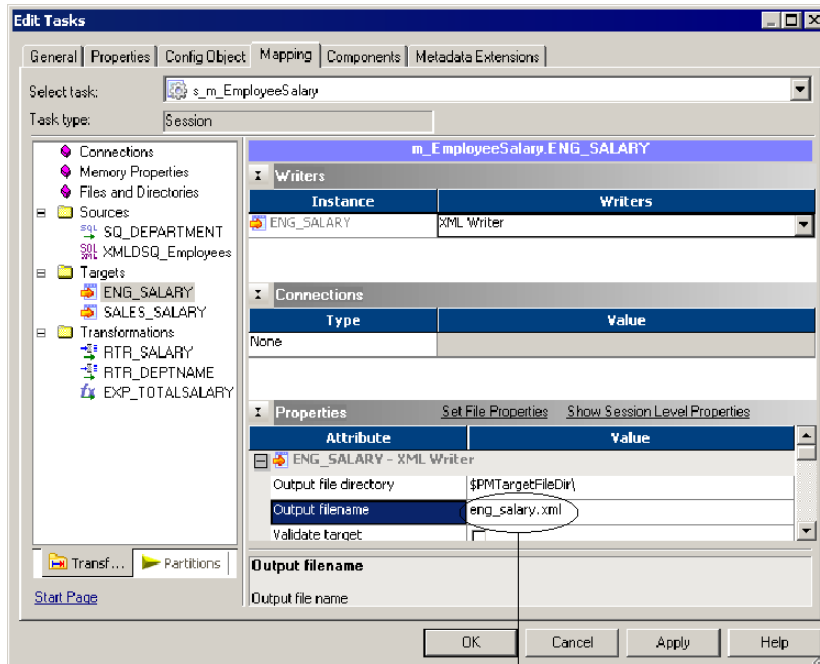 Edit Tasks
General Properties Config Object Mapping Components Metadata Extensions
Select task: s_m_EmployeeSalary
Task type: Session
Connections
Memory Properties
Files and Directories
Sources
SQ_DEPARTMENT
XMLDSQ_Employees
Targets
ENG_SALARY
SALES_SALARY
Transformations
RTR_SALARY
RTR_DEPTNAME
EXP_TOTALSALARY
Transf... Partitions
Start Page
m_EmployeeSalary.ENG_SALARY
Writers
Instance Writers
ENG_SALARY XML Writer
Connections
Type Value
None
Properties Set File Properties Show Session Level Properties
Attribute Value
ENG_SALARY - XML Writer
Output file directory $PMTargetFileDir\
Output filename eng_salary.xml
Validate target
Output filename
Output file name
OK Cancel Apply Help